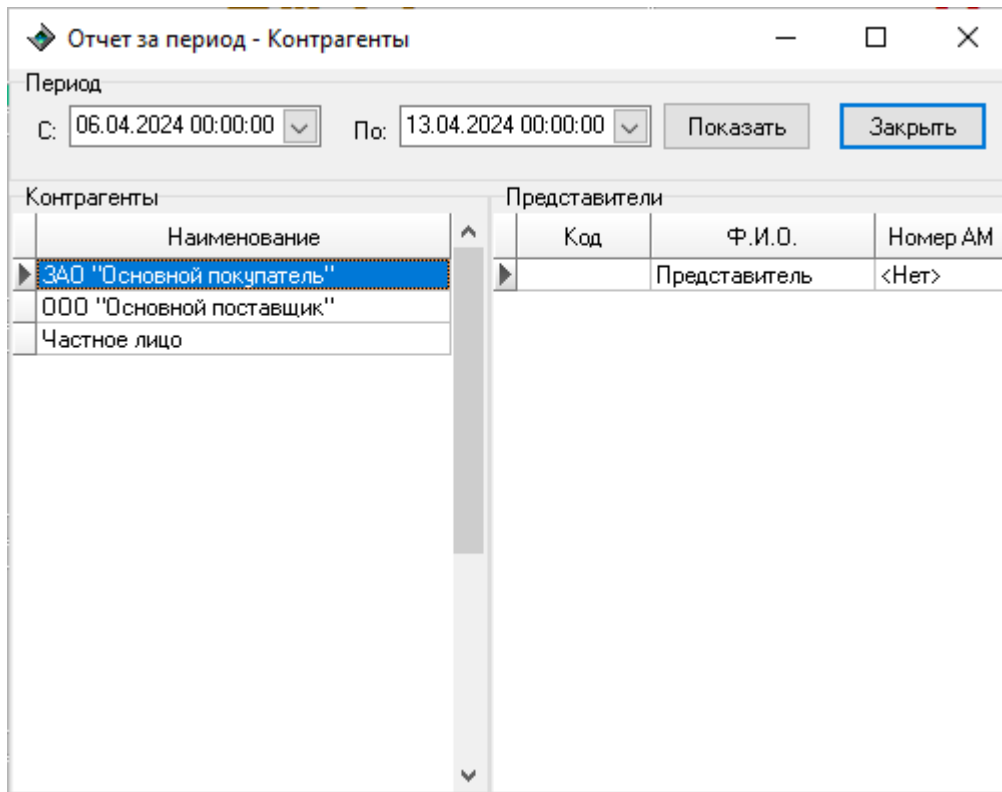 Отчет за период - Контрагенты
Период
С: 06.04.2024 00:00:00 По: 13.04.2024 00:00:00 Показать Закрыть
Контрагенты Представители
Наименование Код Ф.И.О. Номер АМ
ЗАО "Основной покупатель" Представитель <Нет>
ООО "Основной поставщик"
Частное лицо